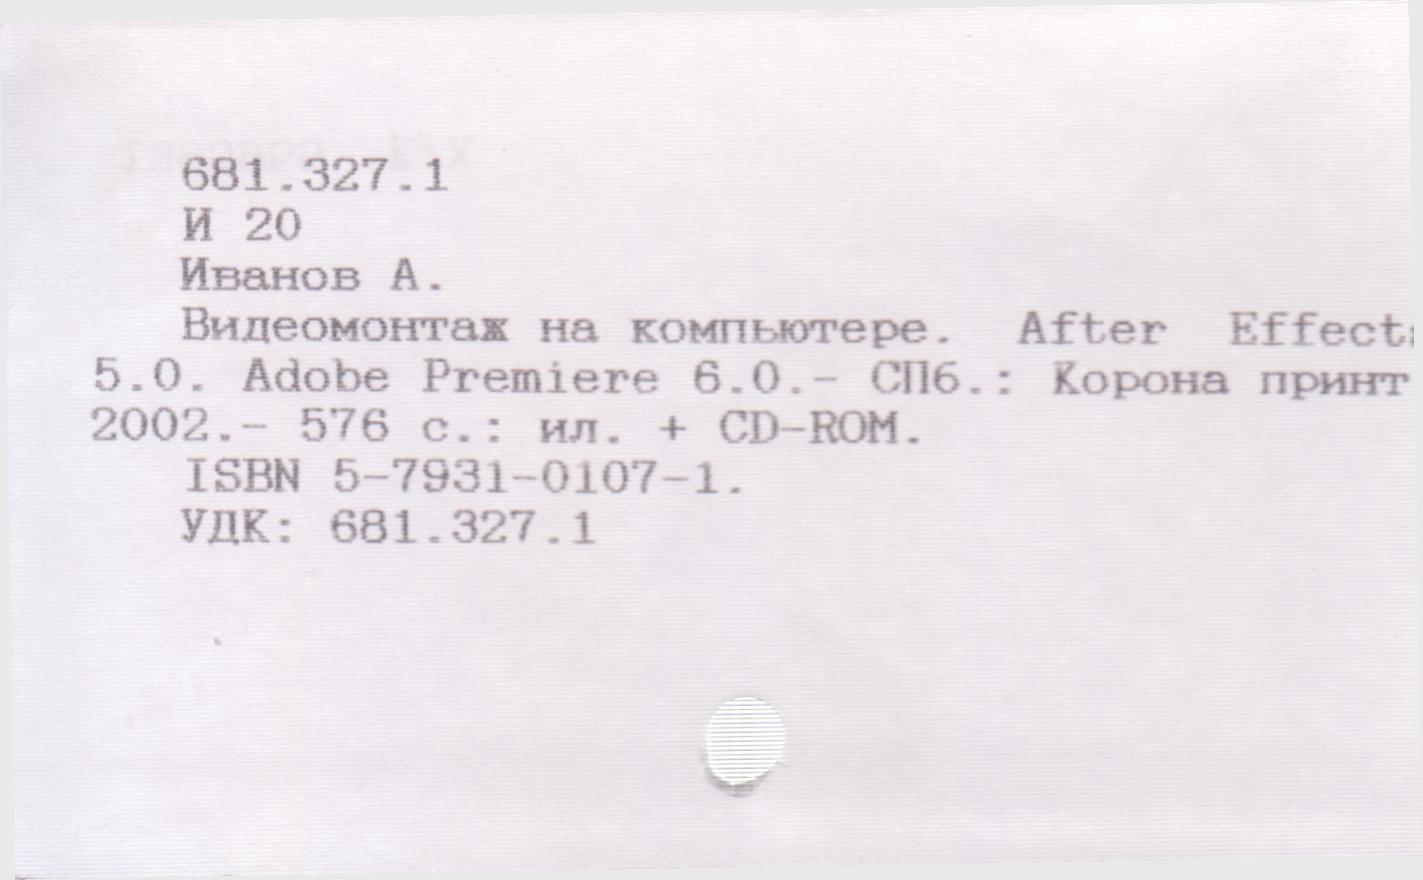 681.327.1
И 20
Иванов А.
Видеомонтаж на компьютере. After Effects
5.0. Adobe Premiere 6.0.- СПб.: Корона принт
2002.- 576 с.: ил. + CD-ROM.
ISBN 5-7931-0107-1.
УДК: 681.327.1